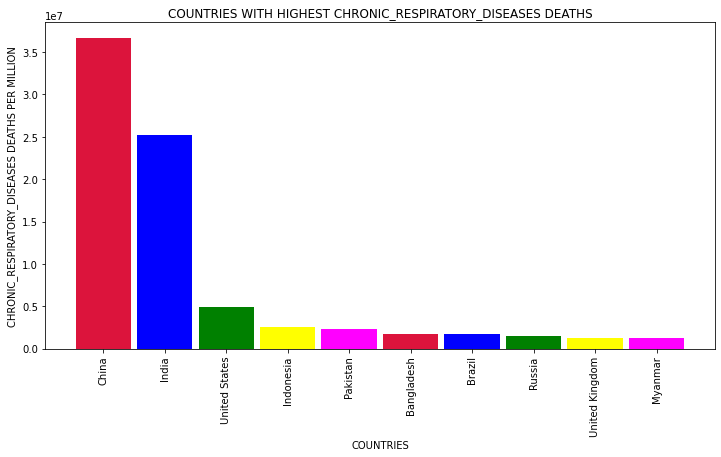 COUNTRIES WITH HIGHEST CHRONIC_RESPIRATORY_DISEASES DEATHS
1e7
CHRONIC_RESPIRATORY_DISEASES DEATHS PER MILLION
3.5
3.0
2.5
2.0
1.5
1.0
0.5
0.0
China
India
United States
Indonesia
Pakistan
Bangladesh
Brazil
Russia
United Kingdom
Myanmar
COUNTRIES